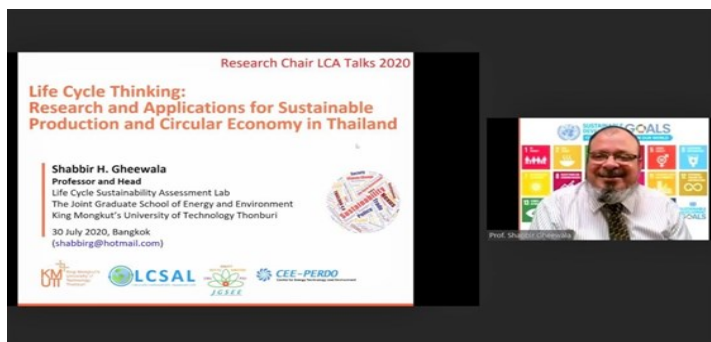 Research Chair LCA Talks 2020
Life Cycle Thinking:
Research and Applications for Sustainable
Production and Circular Economy in Thailand
Shabbir H. Gheewala
Professor and Head
Life Cycle Sustainability Assessment Lab
The Joint Graduate School of Energy and Environment
King Mongkut's University of Technology Thonburi
30 July 2020, Bangkok
(shabbirg@hotmail.com)
Sustainability
KMUTT
LCSAL
JGSEE
CEE-PERDO
GOALS
Prof. Shabbir Gheewala